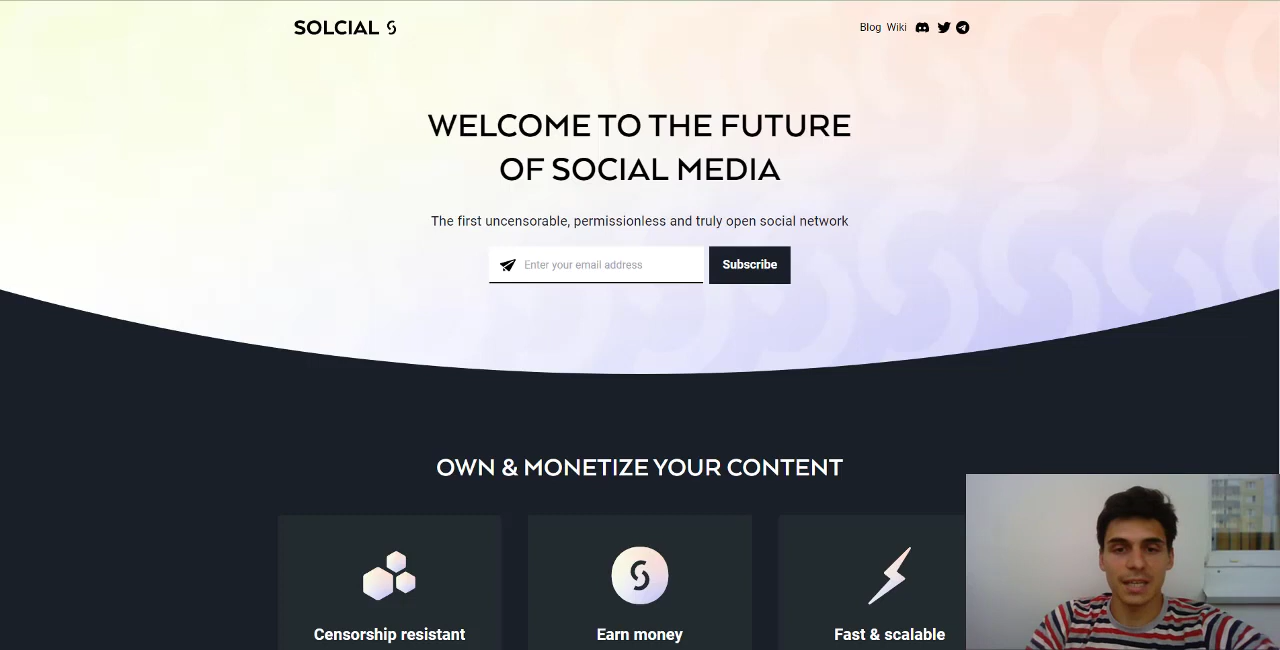 SOLCIAL
Blog Wiki
WELCOME TO THE FUTURE
OF SOCIAL MEDIA
The first uncensorable, permissionless and truly open social network
Enter your email address
Subscribe
OWN & MONETIZE YOUR CONTENT
Censorship resistant
Earn money
Fast & scalable